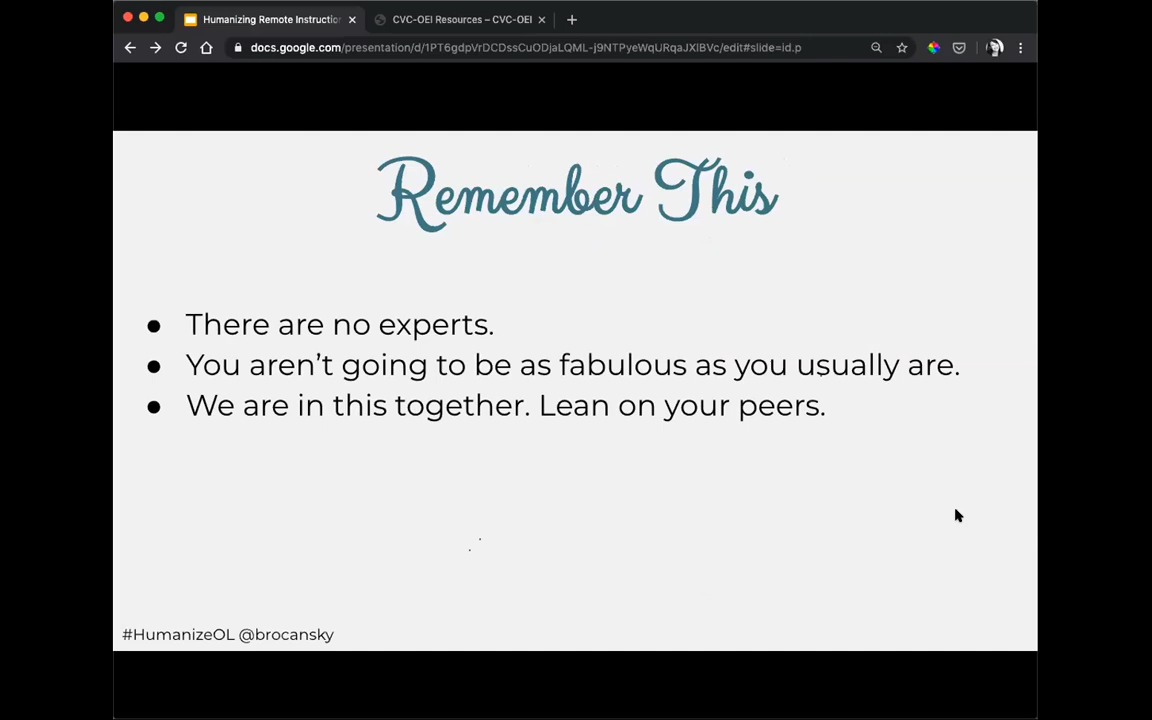 Humanizing Remote Instructio
CVC-OEI Resources – CVC-OEI
docs.google.com/presentation/d/1PT6gdpVrDCDssCuODjaLQML-j9NTPyeWqURqaJXlBVc/edit#slide=id.p
Remember This
● There are no experts.
● You aren’t going to be as fabulous as you usually are.
● We are in this together. Lean on your peers.
#HumanizeOL @brocansky